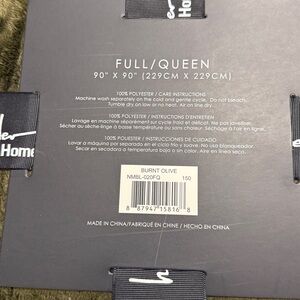 FULL/QUEEN
90" X 90" (229CM X 229CM)
100% POLYESTER / CARE INSTRUCTIONS
Machine wash separately on the cold and gentle cycle. Do not bleach.
Tumble dry on low or no heat. Air on line dry.
100% POLYESTER / INSTRUCTIONS D'ENTRETIEN
Lavage en machine séparément sur cycle froid et délicat. Ne pas javelliser.
Sécher au sèche-linge à basse température ou sans chaleur. Séchage à l'air en ligne.
100% POLIESTER / INSTRUCCIONES DE CUIDADO
Lavar a máquina por separado en el ciclo frío y suave. No use blanqueador.
Secar en secadora a temperatura baja o sin calor. Aire en línea seca.
Home
Home
BURNT OLIVE
NMBL-020FQ 150
8 87947 15816 8
MADE IN CHINA/FABRIQUÉ EN CHINE / HECHO EN CHINA